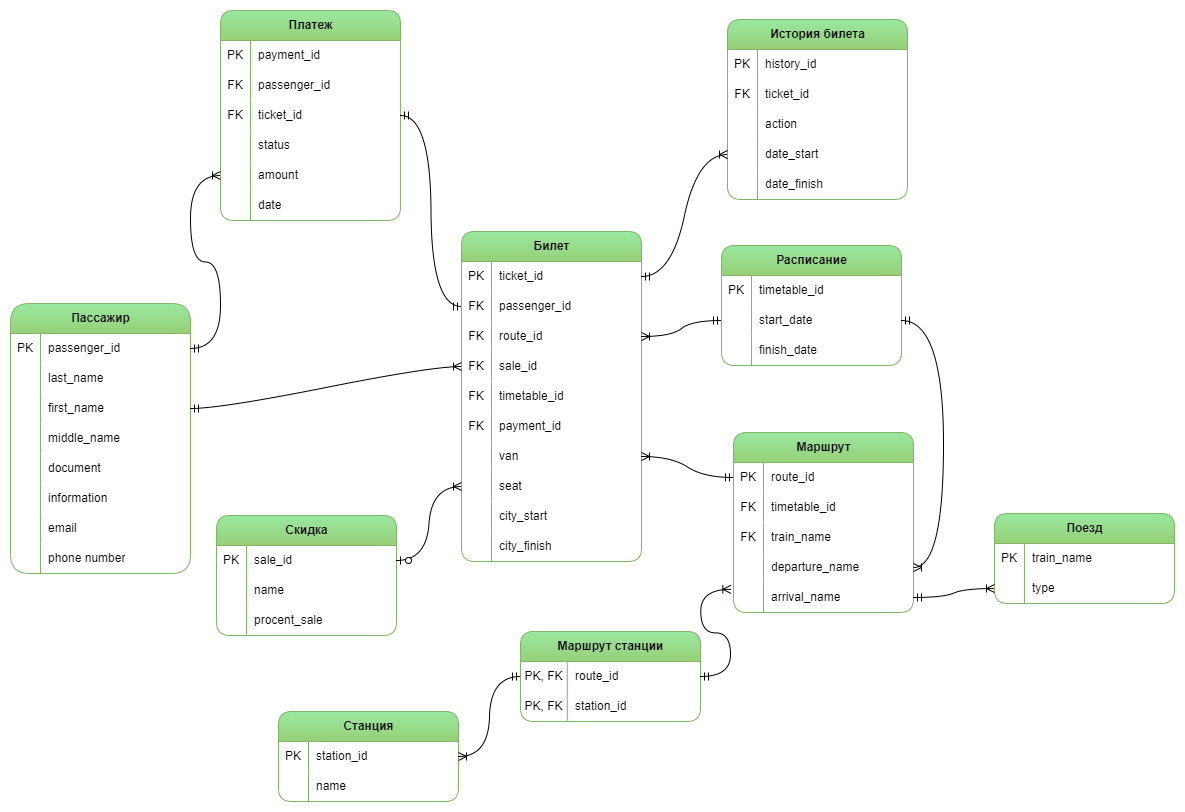 Платеж
PK payment_id
FK passenger_id
FK ticket_id
status
amount
date
История билета
PK history_id
FK ticket_id
action
date_start
date_finish
Билет
PK ticket_id
FK passenger_id
FK route_id
FK sale_id
FK timetable_id
FK payment_id
van
seat
city_start
city_finish
Расписание
PK timetable_id
start_date
finish_date
Пассажир
PK passenger_id
last_name
first_name
middle_name
document
information
email
phone number
Маршрут
PK route_id
FK timetable_id
FK train_name
departure_name
arrival_name
Поезд
PK train_name
type
Скидка
PK sale_id
name
procent_sale
Маршрут станции
PK, FK route_id
PK, FK station_id
Станция
PK station_id
name